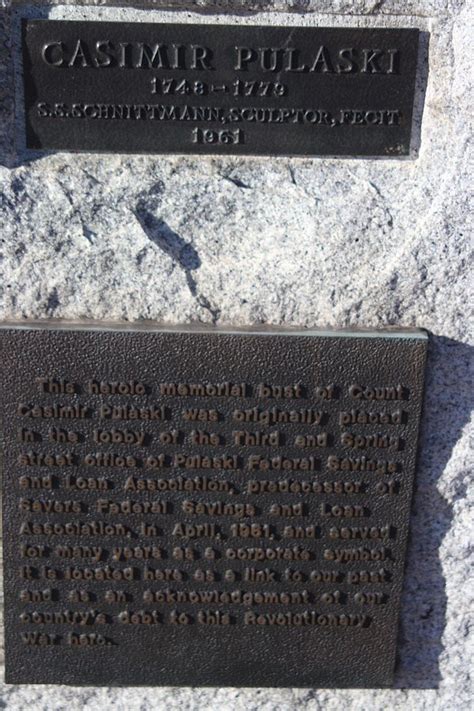 CASIMIR PULASKI
1748-1779
S.S.SCHNITTMANN, SCULPTOR, FECIT
1961
This heroic memorial bust of Count
Casimir Pulaski was originally placed
in the lobby of the Third and Spring
street office of Pulaski Federal Savings
and Loan Association, predecessor of
Savers Federal Savings and Loan
Association, in April, 1961, and served
for many years as a corporate symbol.
It is located here as a link to our past
and as an acknowledgement of our
country's debt to this Revolutionary
War hero.